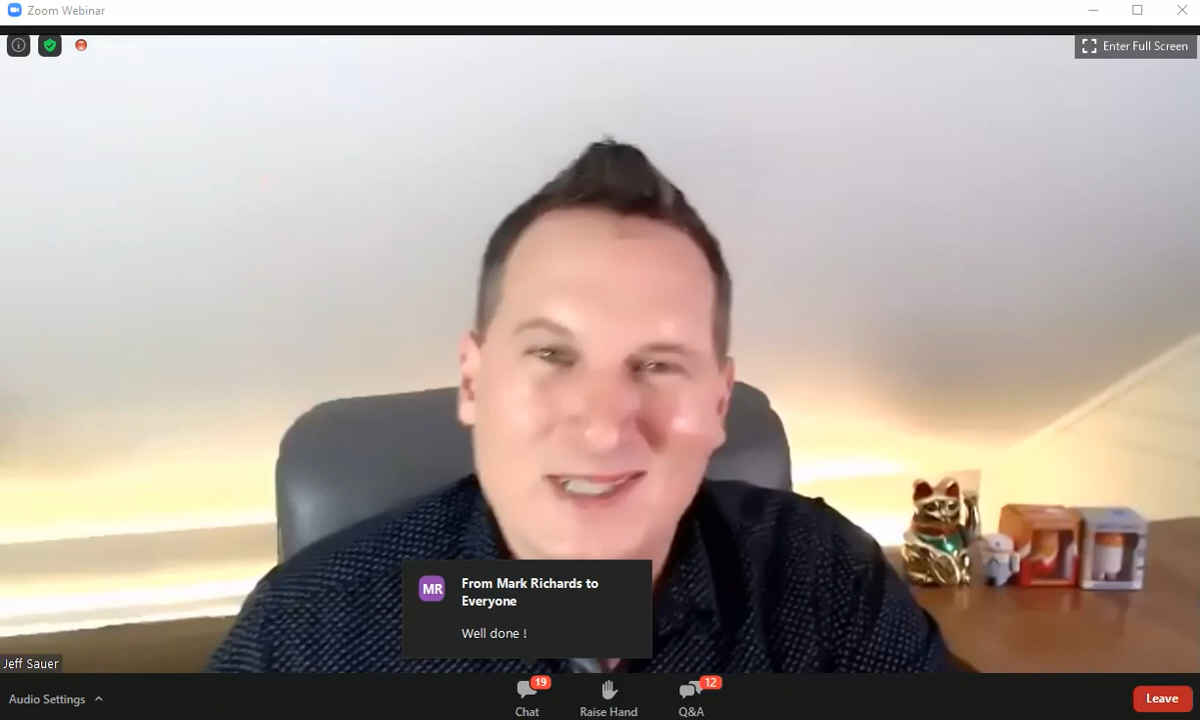 Zoom Webinar
Enter Full Screen
MR
From Mark Richards to
Everyone
Well done !
Jeff Sauer
Audio Settings
19
12
Chat
Raise Hand
Q&A
Leave